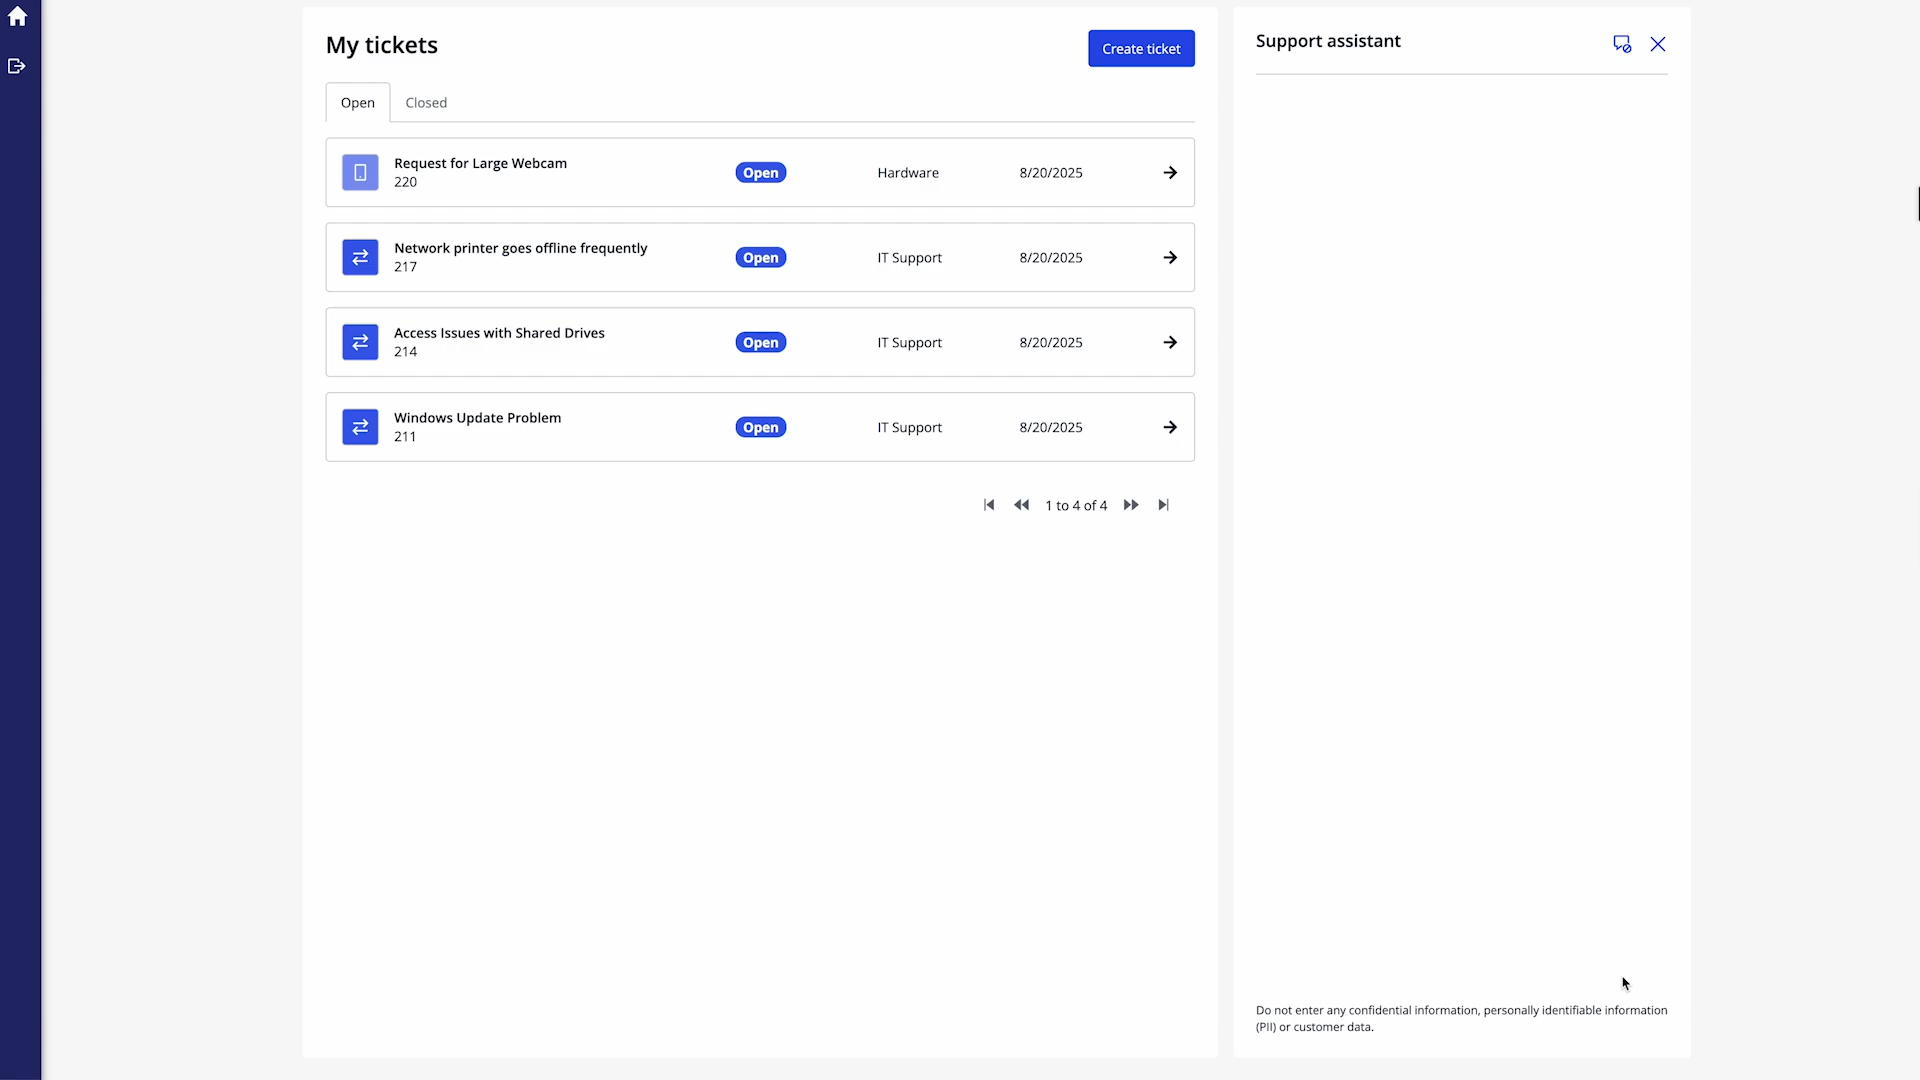 My tickets
Create ticket
Open
Closed
Request for Large Webcam
220
Open
Hardware
8/20/2025
Network printer goes offline frequently
217
Open
IT Support
8/20/2025
Access Issues with Shared Drives
214
Open
IT Support
8/20/2025
Windows Update Problem
211
Open
IT Support
8/20/2025
1 to 4 of 4
Support assistant
Do not enter any confidential information, personally identifiable information
(PII) or customer data.